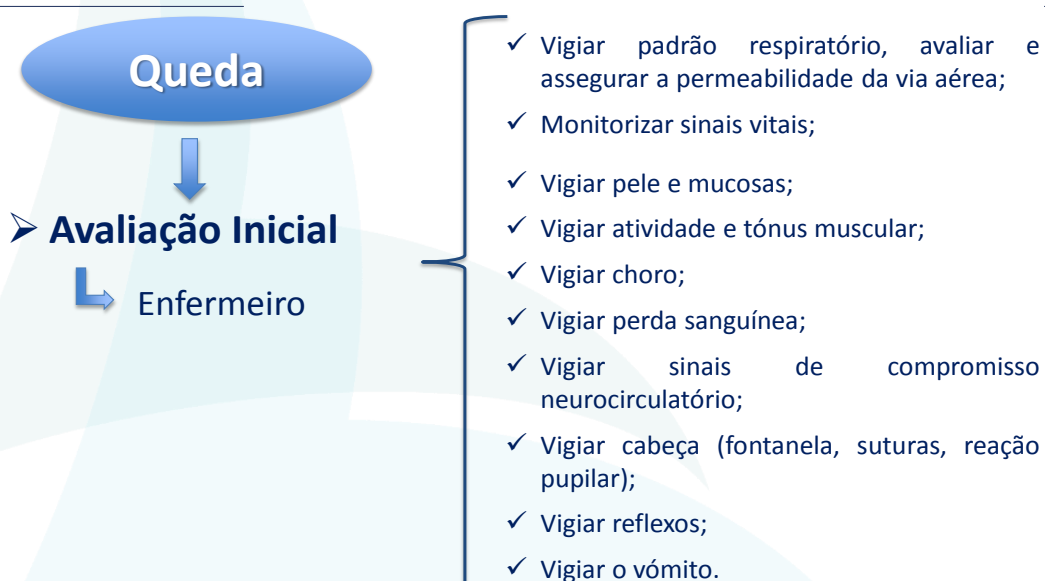 Queda
➢ Avaliação Inicial
Enfermeiro
✓ Vigiar padrão respiratório, avaliar e
assegurar a permeabilidade da via aérea;
✓ Monitorizar sinais vitais;
✓ Vigiar pele e mucosas;
✓ Vigiar atividade e tónus muscular;
✓ Vigiar choro;
✓ Vigiar perda sanguínea;
✓ Vigiar sinais de compromisso
neurocirculatório;
✓ Vigiar cabeça (fontanela, suturas, reação
pupilar);
✓ Vigiar reflexos;
✓ Vigiar o vómito.